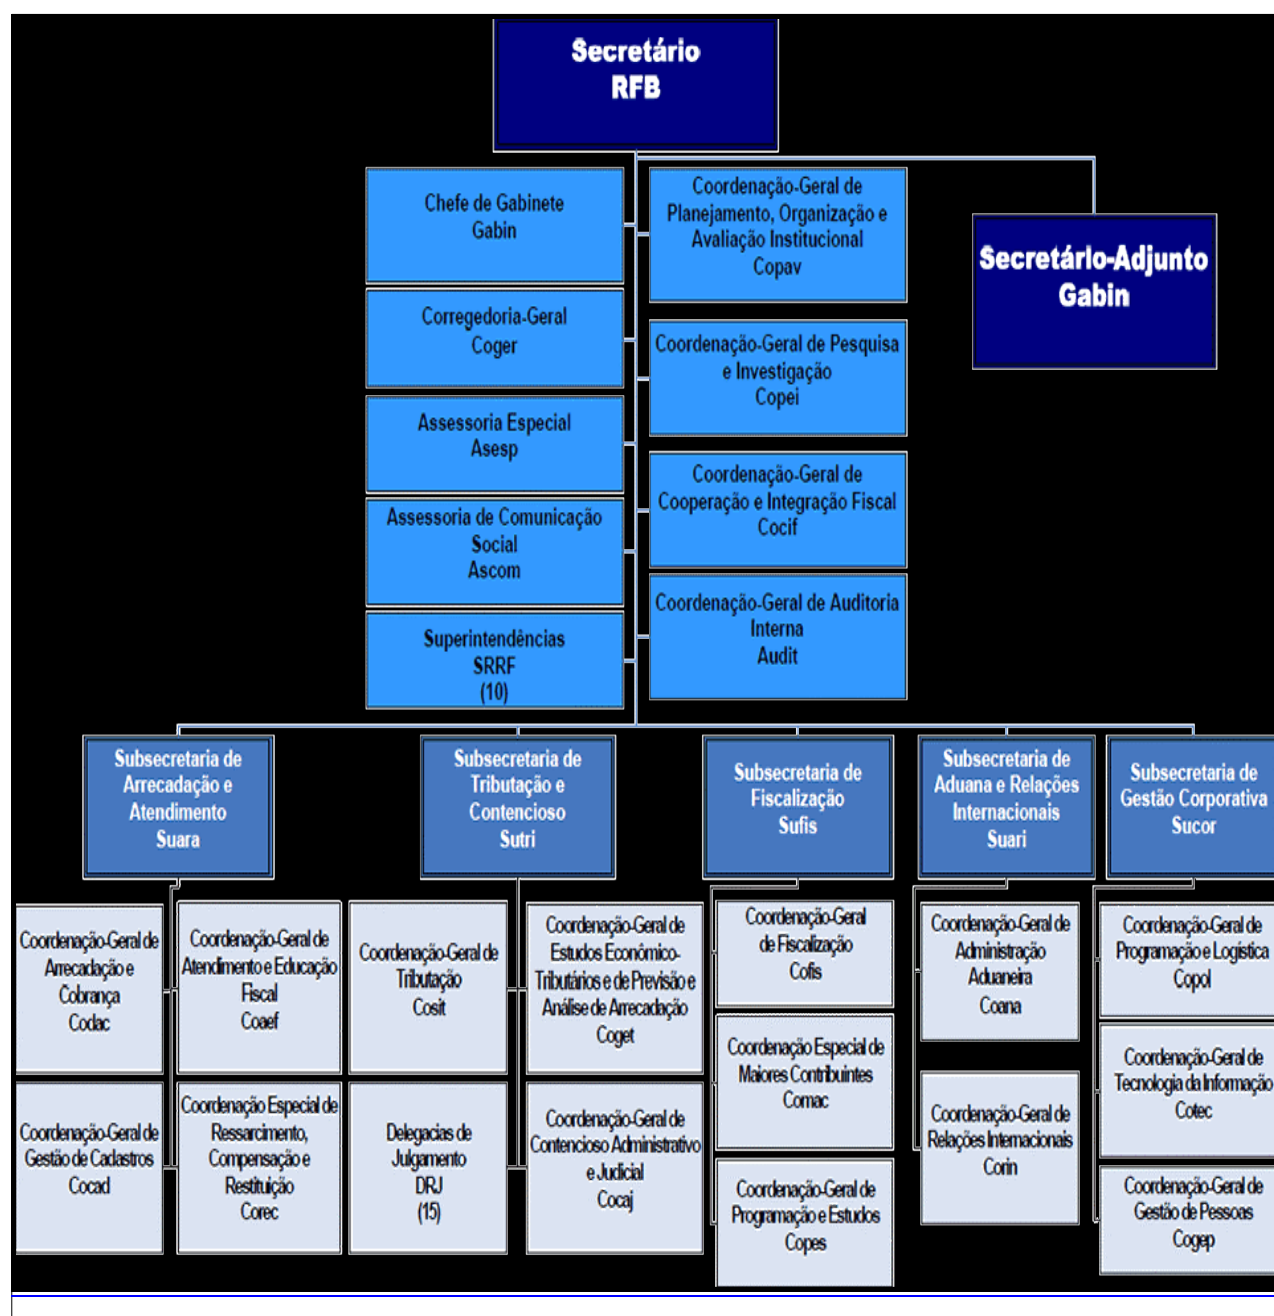 Secretário
RFB
Chefe de Gabinete
Gabin
Coordenação-Geral de
Planejamento, Organização e
Avaliação Institucional
Copav
Secretário-Adjunto
Gabin
Corregedoria-Geral
Coger
Coordenação-Geral de Pesquisa
e Investigação
Copei
Assessoria Especial
Asesp
Coordenação-Geral de
Cooperação e Integração Fiscal
Cocif
Assessoria de Comunicação
Social
Ascom
Coordenação-Geral de Auditoria
Interna
Audit
Superintendências
SRRF
(10)
Subsecretaria de
Arrecadação e
Atendimento
Suara
Subsecretaria de
Tributação e
Contencioso
Sutri
Subsecretaria de
Fiscalização
Sufis
Subsecretaria de
Aduana e Relações
Internacionais
Suari
Subsecretaria de
Gestão Corporativa
Sucor
Coordenação-Geral de
Arrecadação e
Cobrança
Codac
Coordenação-Geral de
Atendimento e Educação
Fiscal
Coaef
Coordenação-Geral de
Tributação
Cosit
Coordenação-Geral de
Estudos Econômico-
Tributários e de Previsão e
Análise de Arrecadação
Coget
Coordenação-Geral
de Fiscalização
Cofis
Coordenação-Geral de
Administração
Aduaneira
Coana
Coordenação-Geral de
Programação e Logistica
Copol
Coordenação Especial de
Maiores Contribuintes
Comac
Coordenação-Geral de
Tecnologia da Informação
Cotec
Coordenação-Geral de
Gestão de Cadastros
Cocad
Coordenação Especial de
Ressarcimento,
Compensação e
Restituição
Corec
Delegacias de
Julgamento
DRJ
(15)
Coordenação-Geral de
Contencioso Administrativo
e Judicial
Cocaj
Coordenação-Geral de
Programação e Estudos
Copes
Coordenação-Geral de
Relações Internacionais
Corin
Coordenação-Geral de
Gestão de Pessoas
Cogep